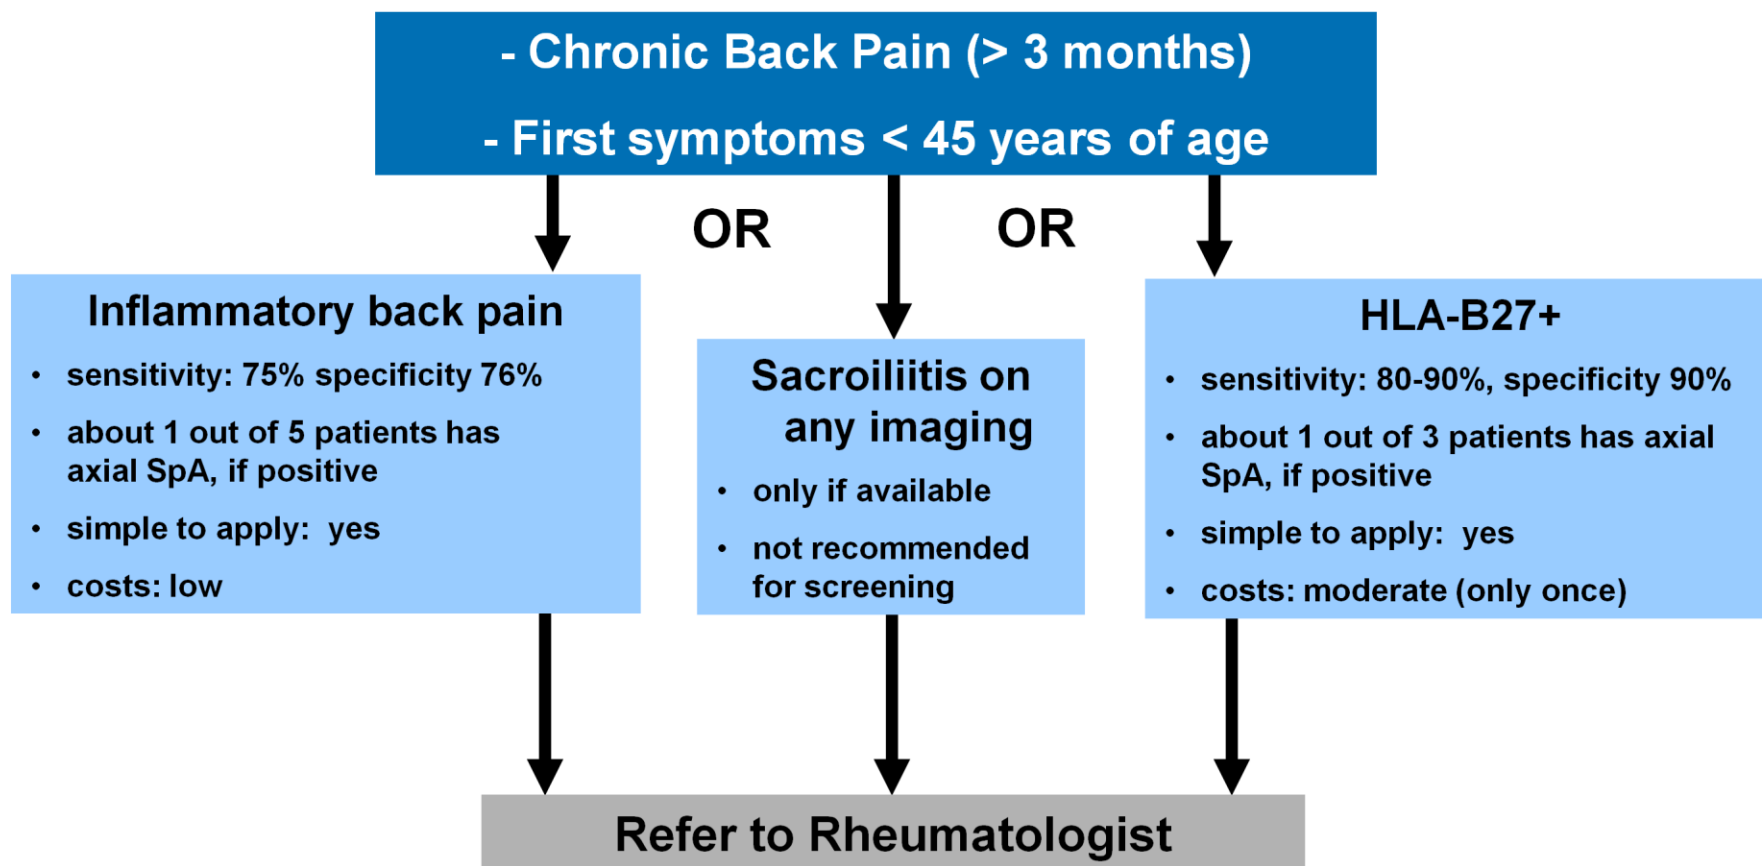 - Chronic Back Pain (> 3 months)
- First symptoms < 45 years of age
OR
OR
Inflammatory back pain
• sensitivity: 75% specificity 76%
• about 1 out of 5 patients has
axial SpA, if positive
• simple to apply: yes
• costs: low
Sacroiliitis on
any imaging
• only if available
• not recommended
for screening
HLA-B27+
• sensitivity: 80-90%, specificity 90%
• about 1 out of 3 patients has axial
SpA, if positive
• simple to apply: yes
• costs: moderate (only once)
Refer to Rheumatologist